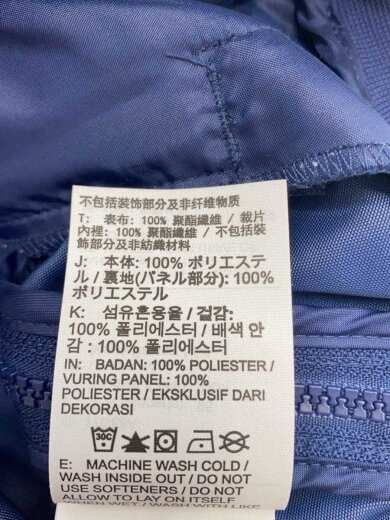 不包括装饰部分及非纤维物质
T: 表布: 100% 聚酯纖維 / 裁片
內裡: 100% 聚酯纖維 / 不包括裝
飾部分及非紡織材料
J: 本体: 100% ポリエステ
ル / 裏地(パネル部分): 100%
ポリエステル
K: 섬유혼용율 / 겉감:
100% 폴리에스터 / 배색 안
감 : 100% 폴리에스터
IN: BADAN: 100% POLIESTER /
VURING PANEL: 100%
POLIESTER / EKSKLUSIF DARI
DEKORASI
30C
E: MACHINE WASH COLD /
WASH INSIDE OUT / DO NOT
USE SOFTENERS / DO NOT
ALLOW TO LAY ON ITSELF
WHEN WET / WASH WITH LIKE